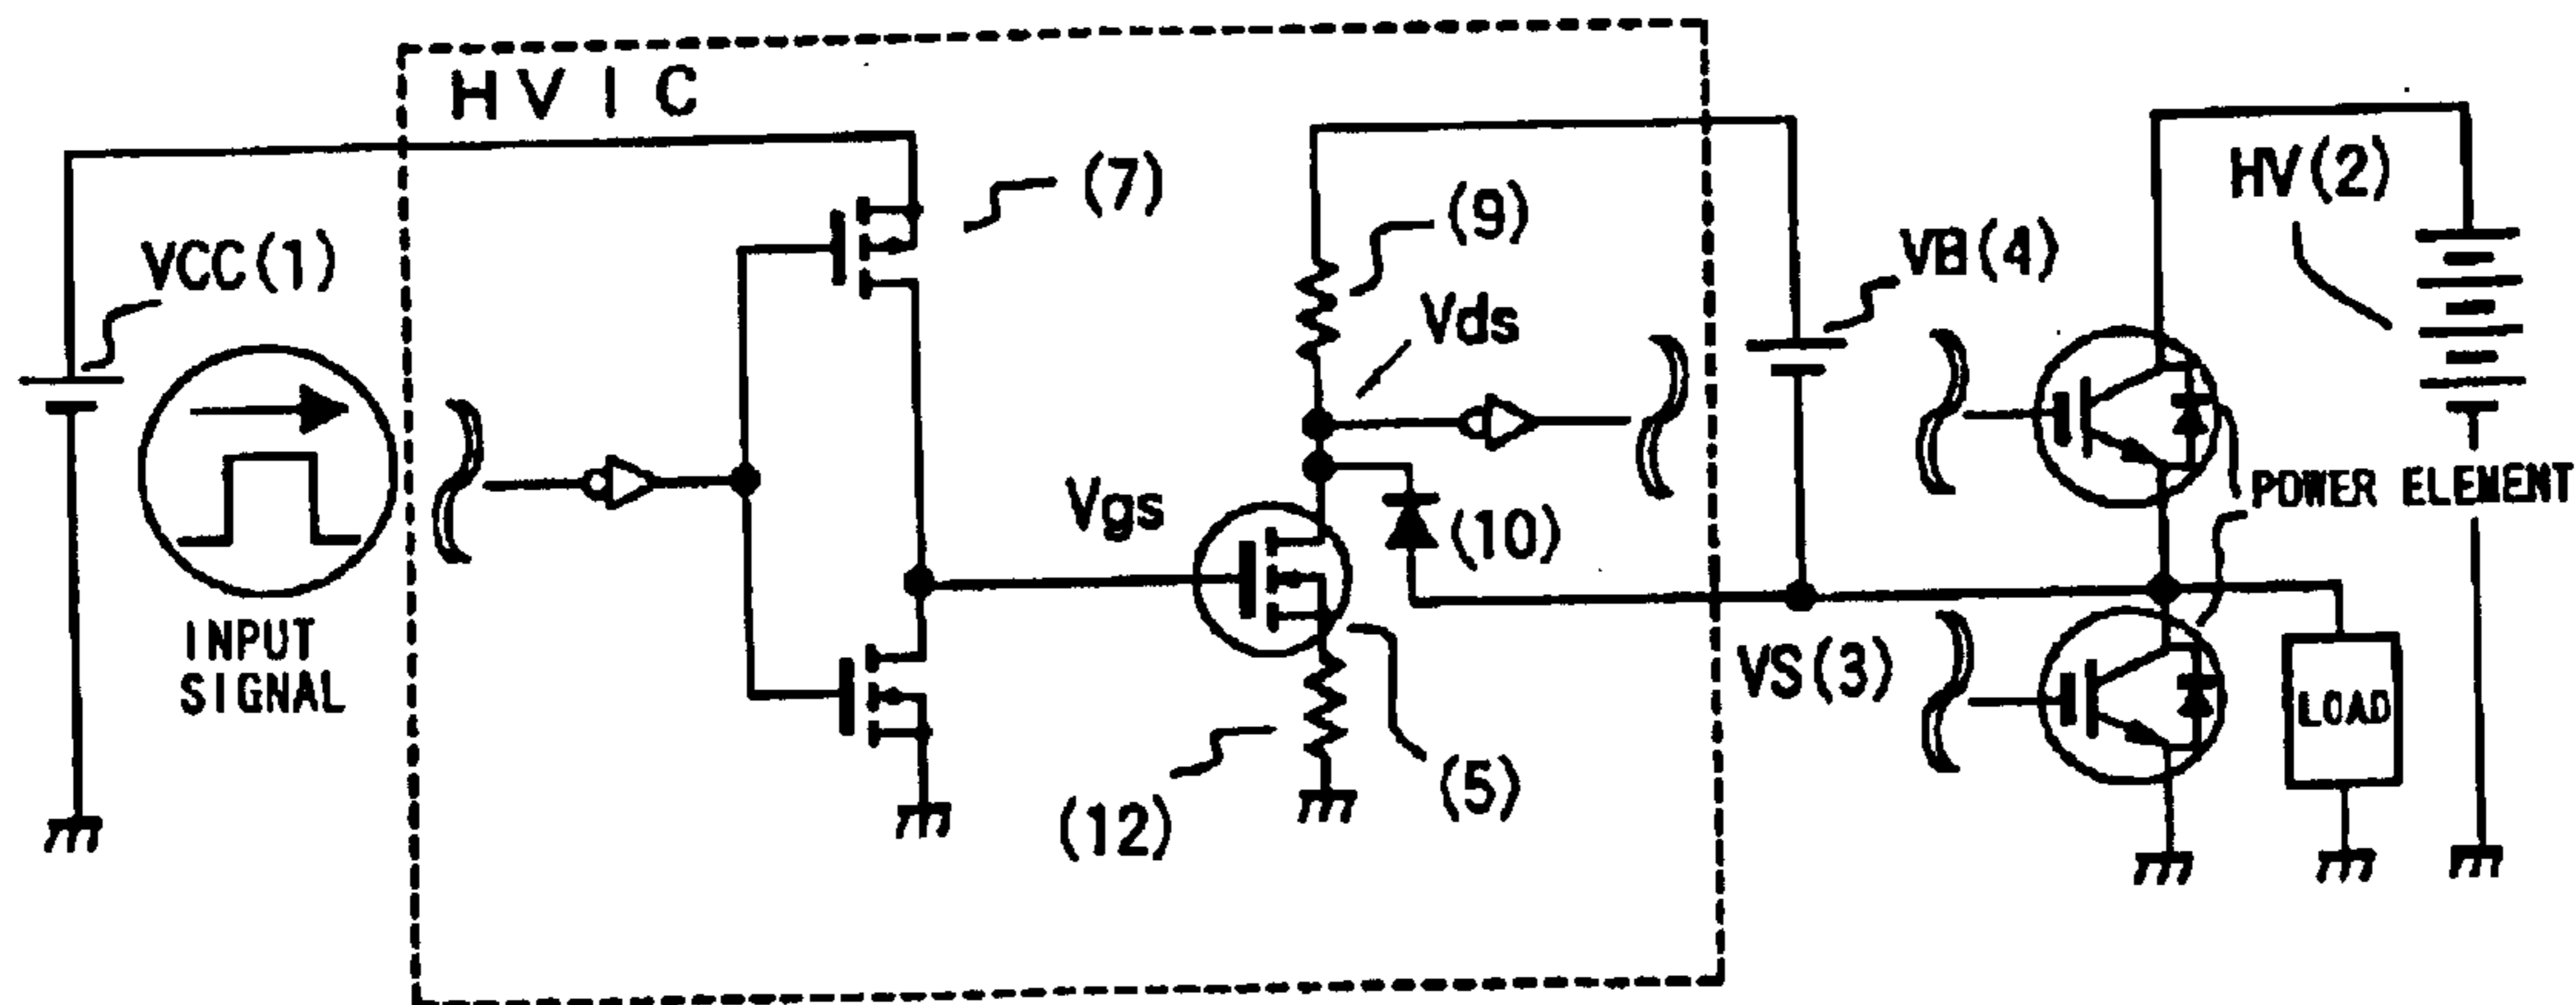 HVIC
(7)
HV(2)
(9)
VCC(1)
VB(4)
Vds
POWER ELEMENT
Vgs
(10)
INPUT
SIGNAL
VS(3)
LOAD
(5)
(12)